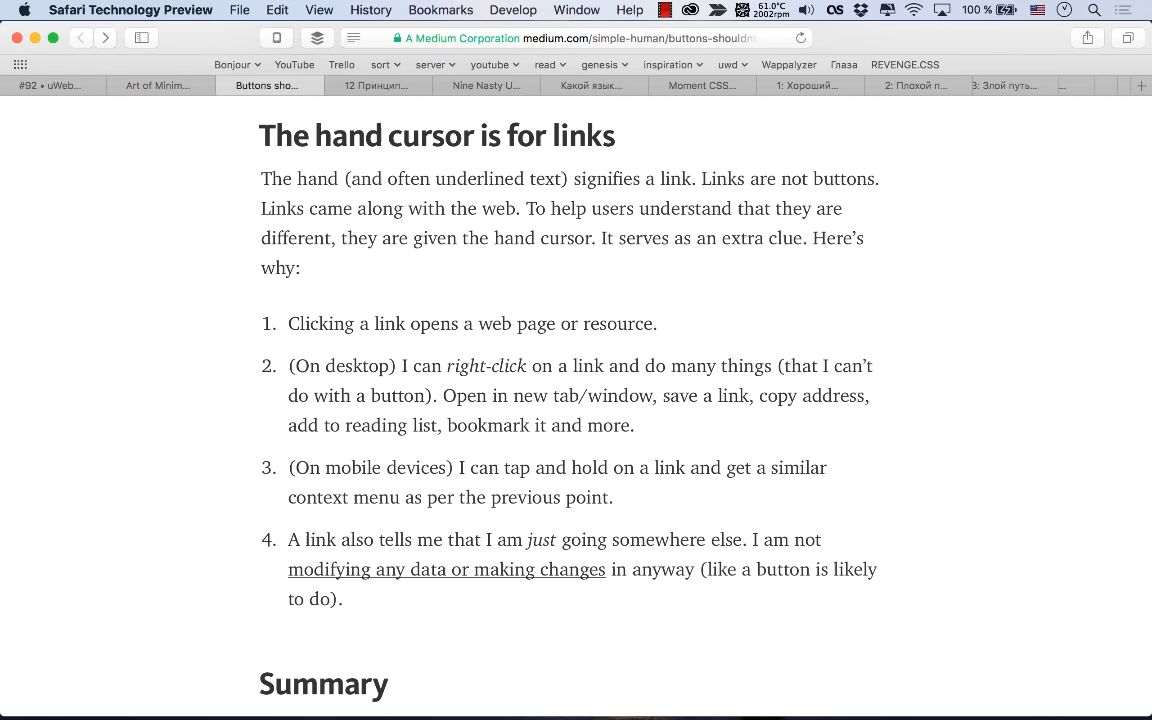 Safari Technology Preview File Edit View History Bookmarks Develop Window Help 61.0°C 2002rpm 100 %
A Medium Corporation medium.com/simple-human/buttons-shouldn
Bonjour YouTube Trello sort server youtube read genesis inspiration uwd Wappalyzer Глаза REVENGE.CSS
#92 • uWeb... Art of Minim... Buttons sho... 12 Принцип... Nine Nasty U... Какой язык... Moment CSS... 1: Хороший... 2: Плохой п... 3: Злой путь... ...
The hand cursor is for links
The hand (and often underlined text) signifies a link. Links are not buttons.
Links came along with the web. To help users understand that they are
different, they are given the hand cursor. It serves as an extra clue. Here’s
why:
1. Clicking a link opens a web page or resource.
2. (On desktop) I can right-click on a link and do many things (that I can’t
do with a button). Open in new tab/window, save a link, copy address,
add to reading list, bookmark it and more.
3. (On mobile devices) I can tap and hold on a link and get a similar
context menu as per the previous point.
4. A link also tells me that I am just going somewhere else. I am not
modifying any data or making changes in anyway (like a button is likely
to do).
Summary